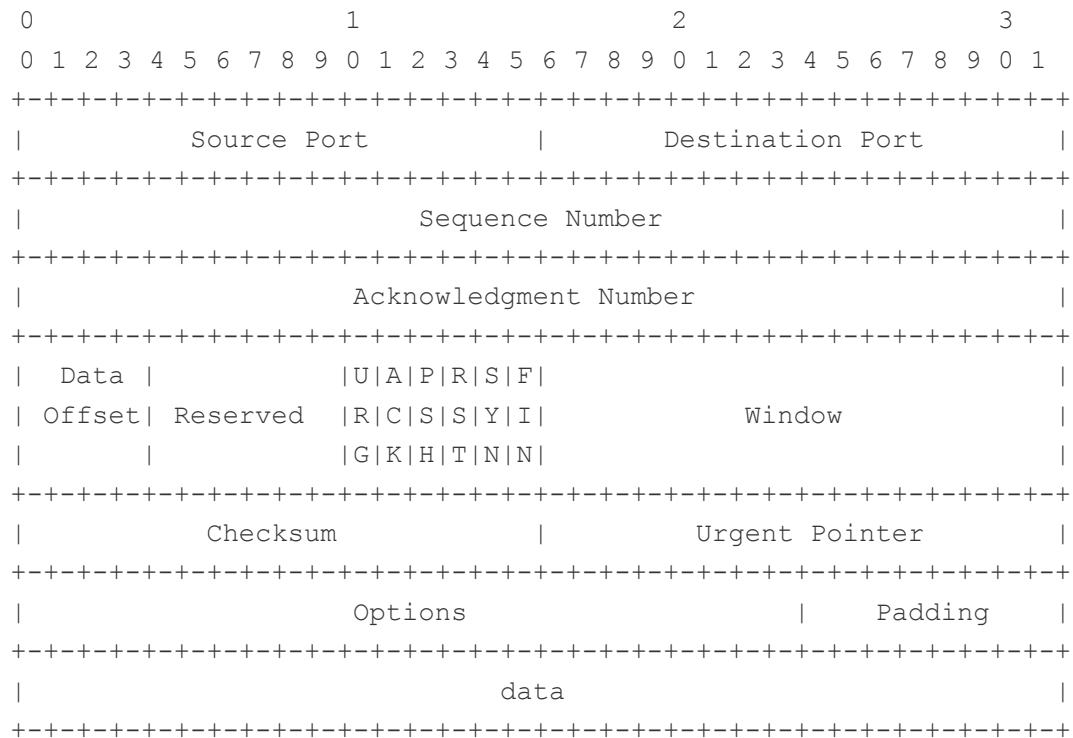 0                   1                   2                   3
 0 1 2 3 4 5 6 7 8 9 0 1 2 3 4 5 6 7 8 9 0 1 2 3 4 5 6 7 8 9 0 1
+-+-+-+-+-+-+-+-+-+-+-+-+-+-+-+-+-+-+-+-+-+-+-+-+-+-+-+-+-+-+-+-+
|          Source Port          |       Destination Port        |
+-+-+-+-+-+-+-+-+-+-+-+-+-+-+-+-+-+-+-+-+-+-+-+-+-+-+-+-+-+-+-+-+
|                        Sequence Number                        |
+-+-+-+-+-+-+-+-+-+-+-+-+-+-+-+-+-+-+-+-+-+-+-+-+-+-+-+-+-+-+-+-+
|                    Acknowledgment Number                      |
+-+-+-+-+-+-+-+-+-+-+-+-+-+-+-+-+-+-+-+-+-+-+-+-+-+-+-+-+-+-+-+-+
|  Data |           |U|A|P|R|S|F|                               |
| Offset| Reserved  |R|C|S|S|Y|I|            Window             |
|       |           |G|K|H|T|N|N|                               |
+-+-+-+-+-+-+-+-+-+-+-+-+-+-+-+-+-+-+-+-+-+-+-+-+-+-+-+-+-+-+-+-+
|           Checksum            |         Urgent Pointer        |
+-+-+-+-+-+-+-+-+-+-+-+-+-+-+-+-+-+-+-+-+-+-+-+-+-+-+-+-+-+-+-+-+
|                    Options                    |    Padding    |
+-+-+-+-+-+-+-+-+-+-+-+-+-+-+-+-+-+-+-+-+-+-+-+-+-+-+-+-+-+-+-+-+
|                             data                              |
+-+-+-+-+-+-+-+-+-+-+-+-+-+-+-+-+-+-+-+-+-+-+-+-+-+-+-+-+-+-+-+-+